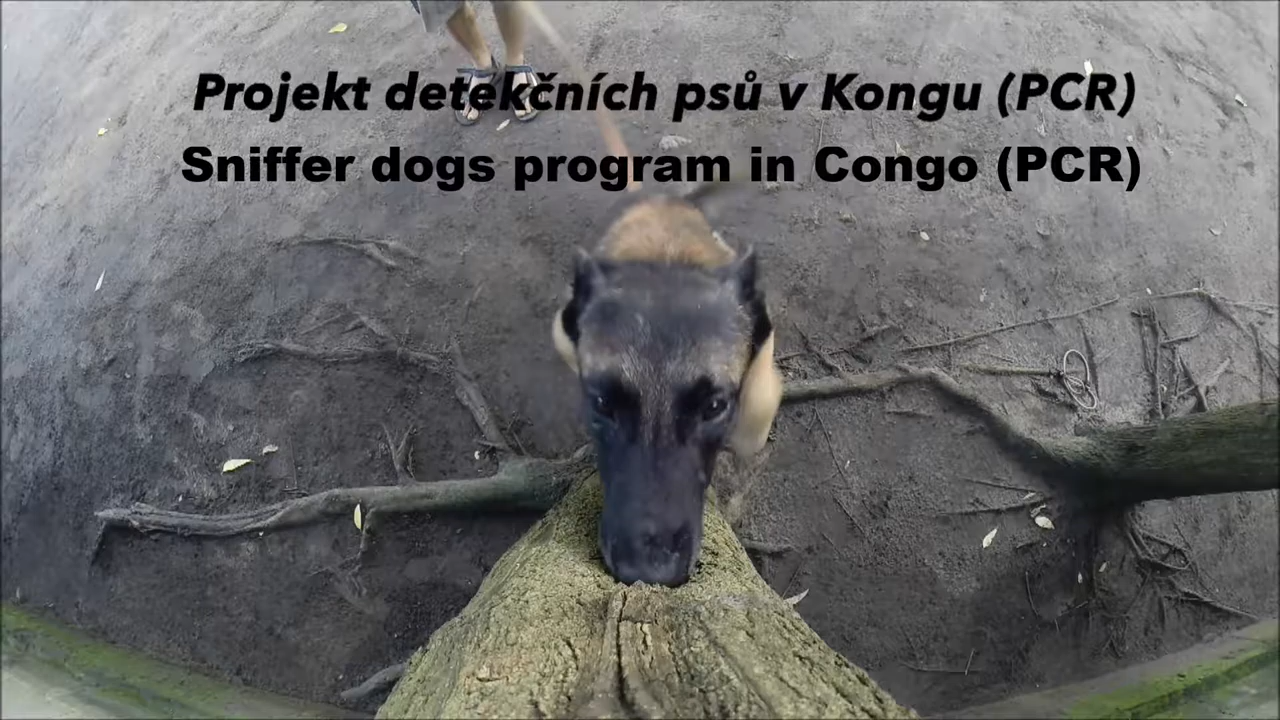 Projekt detekčních psů v Kongu (PCR)
Sniffer dogs program in Congo (PCR)